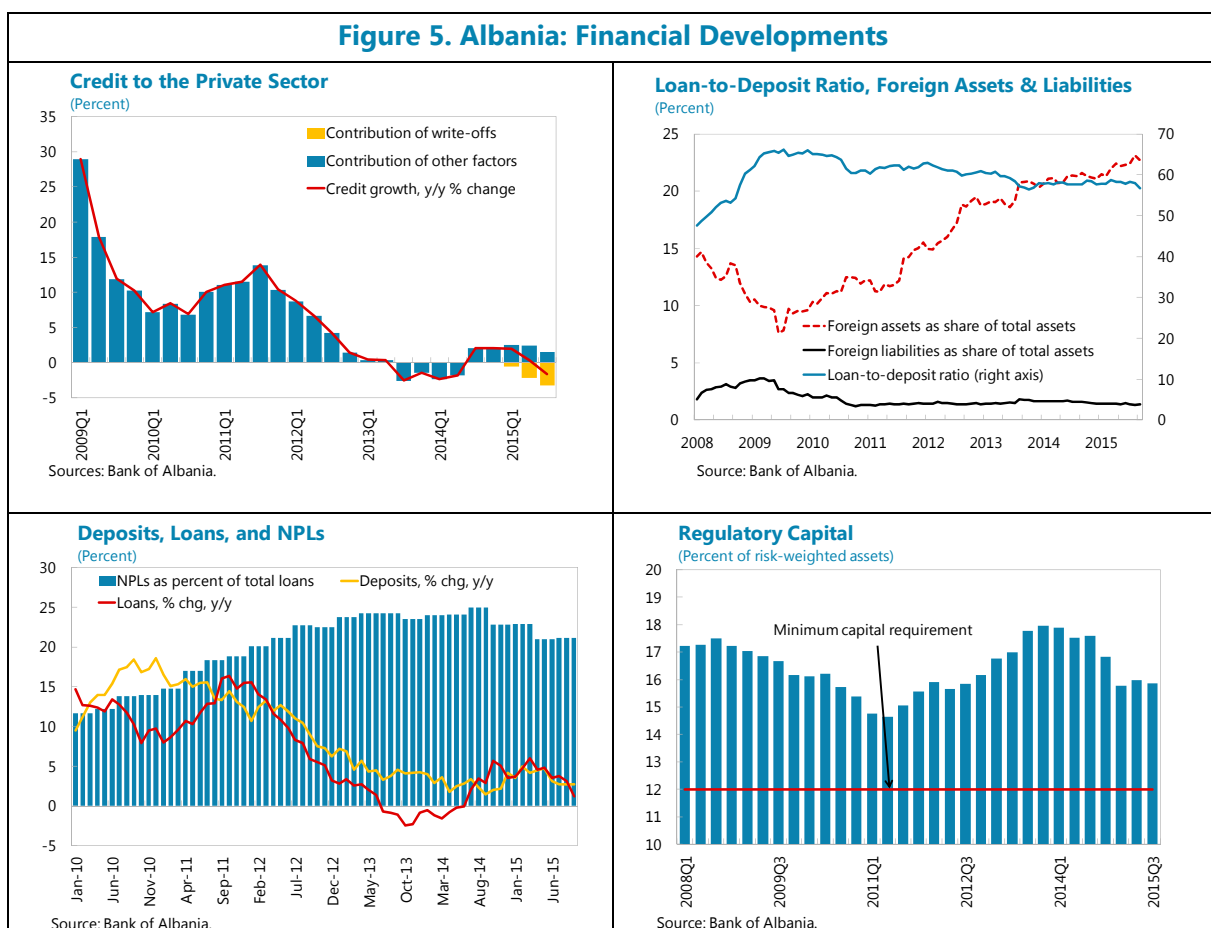 Figure 5. Albania: Financial Developments
Credit to the Private Sector
(Percent)
35
30
25
20
15
10
5
0
-5
Contribution of write-offs
Contribution of other factors
Credit growth, y/y % change
2009Q1
2010Q1
2011Q1
2012Q1
2013Q1
2014Q1
2015Q1
Sources: Bank of Albania.
Loan-to-Deposit Ratio, Foreign Assets & Liabilities
(Percent)
25
20
15
10
5
0
70
60
50
40
30
20
10
0
Foreign assets as share of total assets
Foreign liabilities as share of total assets
Loan-to-deposit ratio (right axis)
2008 2009 2010 2011 2012 2013 2014 2015
Source: Bank of Albania.
Deposits, Loans, and NPLs
(Percent)
30
25
20
15
10
5
0
-5
NPLs as percent of total loans
Deposits, % chg, y/y
Loans, % chg, y/y
Jan-10
Jun-10
Nov-10
Apr-11
Sep-11
Feb-12
Jul-12
Dec-12
May-13
Oct-13
Mar-14
Aug-14
Jan-15
Jun-15
Source: Bank of Albania.
Regulatory Capital
(Percent of risk-weighted assets)
20
19
18
17
16
15
14
13
12
11
10
Minimum capital requirement
2008Q1
2009Q3
2011Q1
2012Q3
2014Q1
2015Q3
Source: Bank of Albania.